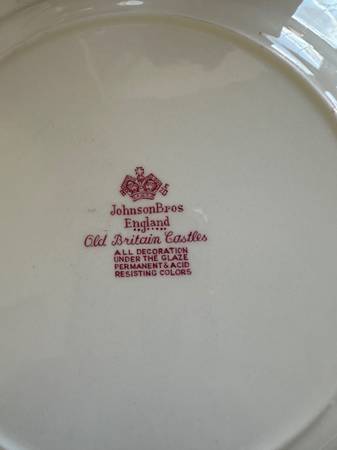 JohnsonBros
England
Old Britain Castles
ALL DECORATION
UNDER THE GLAZE
PERMANENT & ACID
RESISTING COLORS